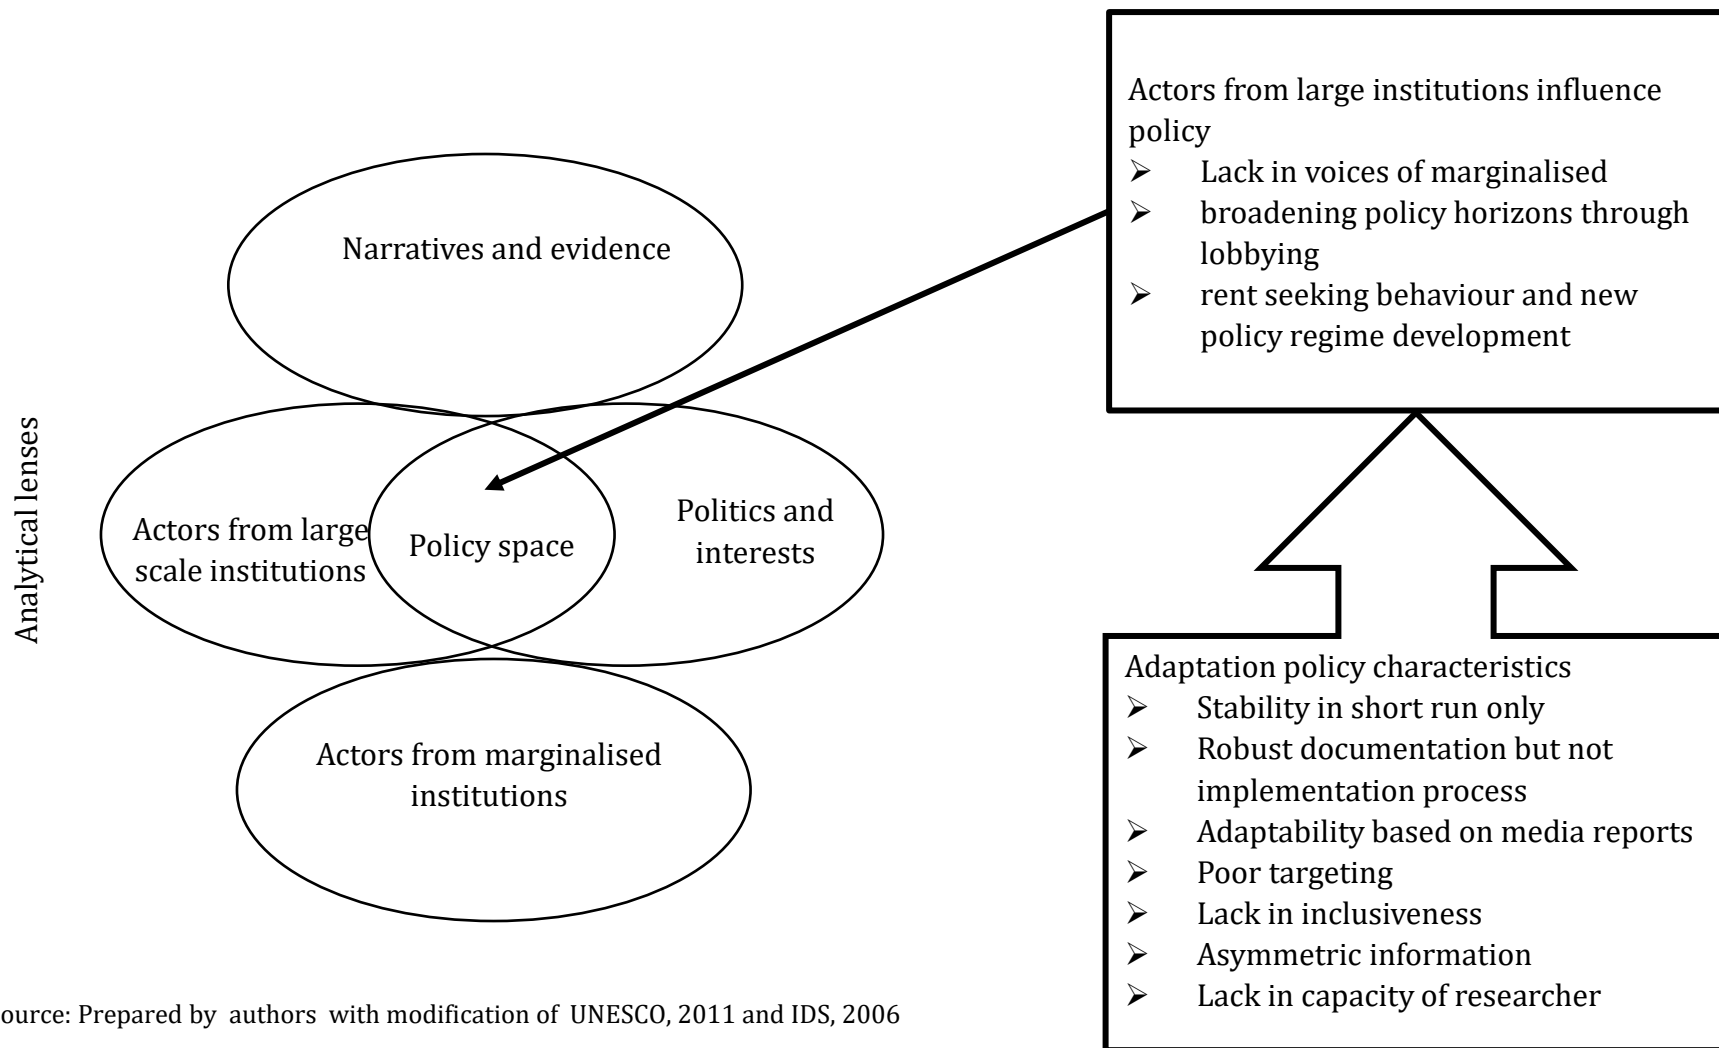 Analytical lenses
Narratives and evidence
Actors from large
scale institutions
Policy space
Politics and
interests
Actors from marginalised
institutions
Actors from large institutions influence
policy
➢ Lack in voices of marginalised
➢ broadening policy horizons through
lobbying
➢ rent seeking behaviour and new
policy regime development
Adaptation policy characteristics
➢ Stability in short run only
➢ Robust documentation but not
implementation process
➢ Adaptability based on media reports
➢ Poor targeting
➢ Lack in inclusiveness
➢ Asymmetric information
➢ Lack in capacity of researcher
ource: Prepared by authors with modification of UNESCO, 2011 and IDS, 2006